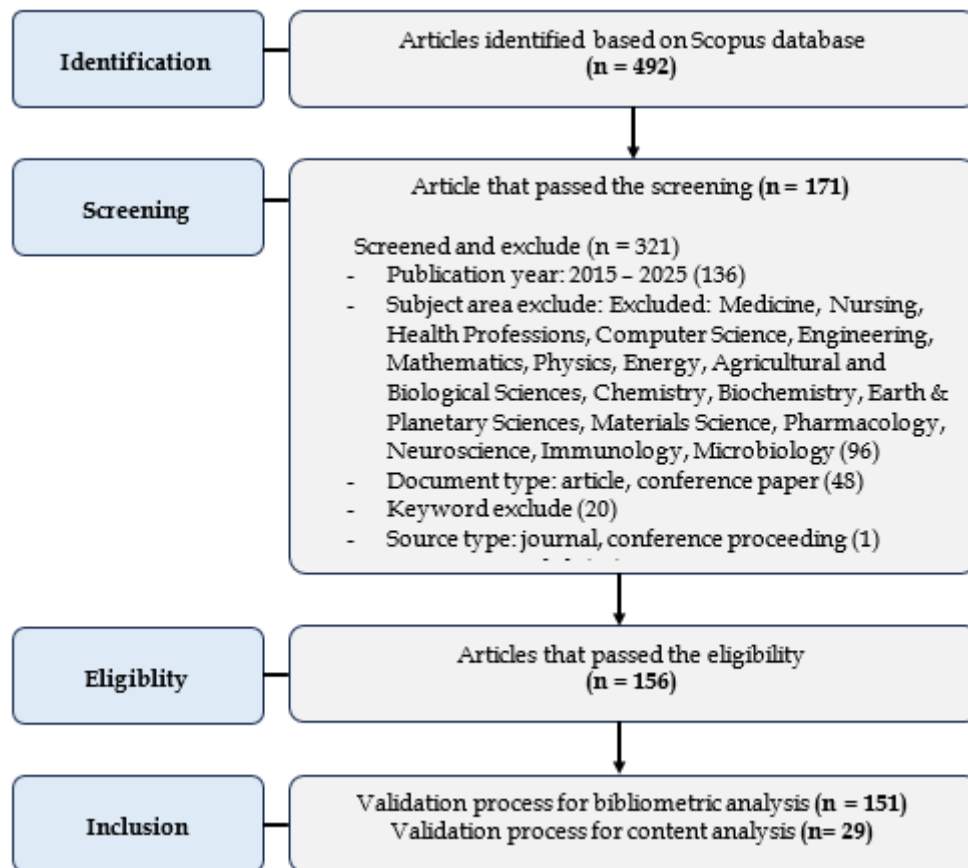 Identification
Articles identified based on Scopus database
(n = 492)
Screening
Article that passed the screening (n = 171)
Screened and exclude (n = 321)
- Publication year: 2015 – 2025 (136)
- Subject area exclude: Excluded: Medicine, Nursing,
Health Professions, Computer Science, Engineering,
Mathematics, Physics, Energy, Agricultural and
Biological Sciences, Chemistry, Biochemistry, Earth &
Planetary Sciences, Materials Science, Pharmacology,
Neuroscience, Immunology, Microbiology (96)
- Document type: article, conference paper (48)
- Keyword exclude (20)
- Source type: journal, conference proceeding (1)
Eligiblity
Articles that passed the eligibility
(n = 156)
Inclusion
Validation process for bibliometric analysis (n = 151)
Validation process for content analysis (n= 29)